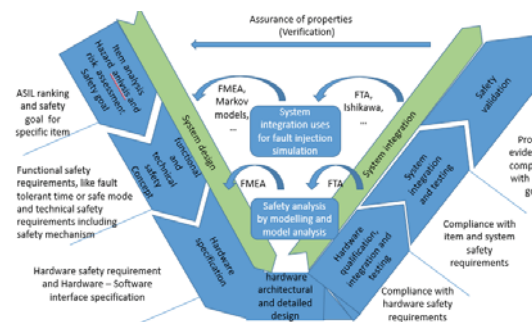 Assurance of properties
(Verification)
Item analysis
Hazard anlysis and
risk assessment.
Safety goal
ASIL ranking
and safety
goal for
specific item
System design
functional
and
technical
safety
Concept
FMEA,
Markov
models,
...
System
integration uses
for fault injection
simulation
FTA,
Ishikawa,
...
System integration
Safety
validation
Functional safety
requirements, like fault
tolerant time or safe mode
and technical safety
requirements including
safety mechanism
FMEA
FTA
Safety analysis
by modelling and
model analysis
System
integration
and testing
Compliance with
item and system
safety
requirements
Hardware
specification
Hardware safety requirement
and Hardware – Software
interface specification
hardware
architectural
and detailed
design
Hardware
qualification,
integration and
testing
Compliance with
hardware safety
requirements